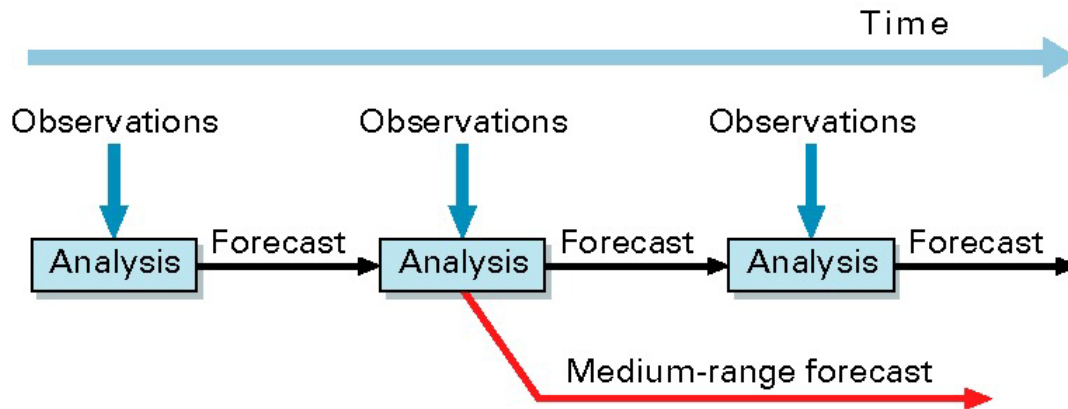 Time
Observations Observations Observations
Analysis Forecast Analysis Forecast Analysis Forecast
Medium-range forecast